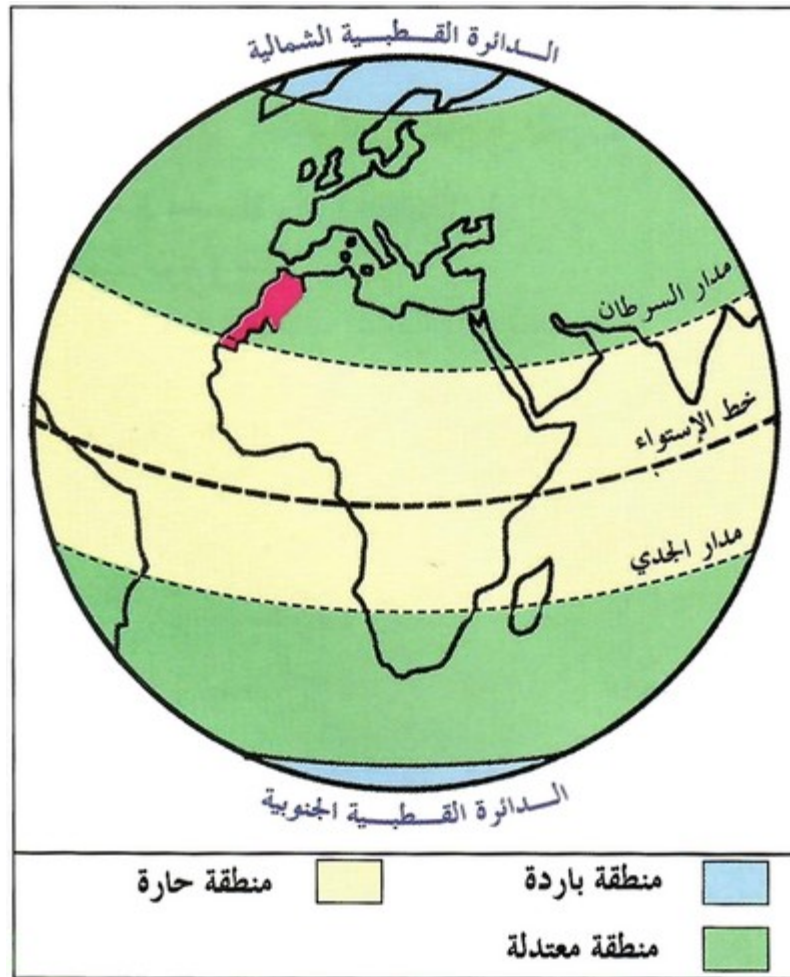 الدائرة القطبية الشمالية
مدار السرطان
خط الإستواء
مدار الجدي
الدائرة القطبية الجنوبية
منطقة باردة
منطقة حارة
منطقة معتدلة